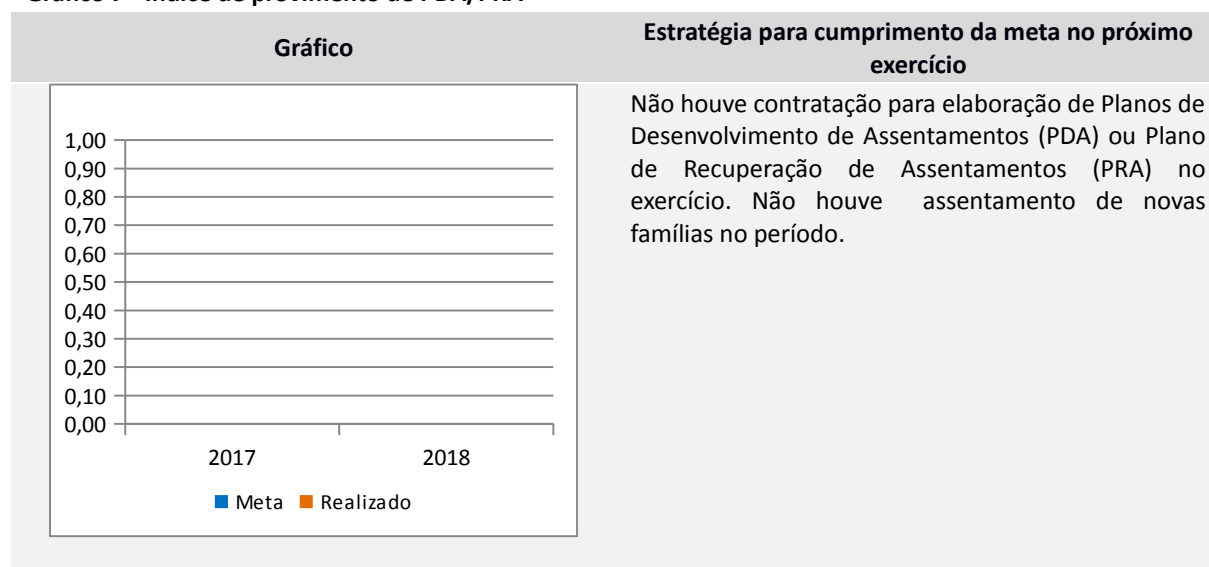 Gráfico
Estratégia para cumprimento da meta no próximo
exercício
1,00
0,90
0,80
0,70
0,60
0,50
0,40
0,30
0,20
0,10
0,00
2017 2018
Meta Realizado
Não houve contratação para elaboração de Planos de
Desenvolvimento de Assentamentos (PDA) ou Plano
de Recuperação de Assentamentos (PRA) no
exercício. Não houve assentamento de novas
famílias no período.